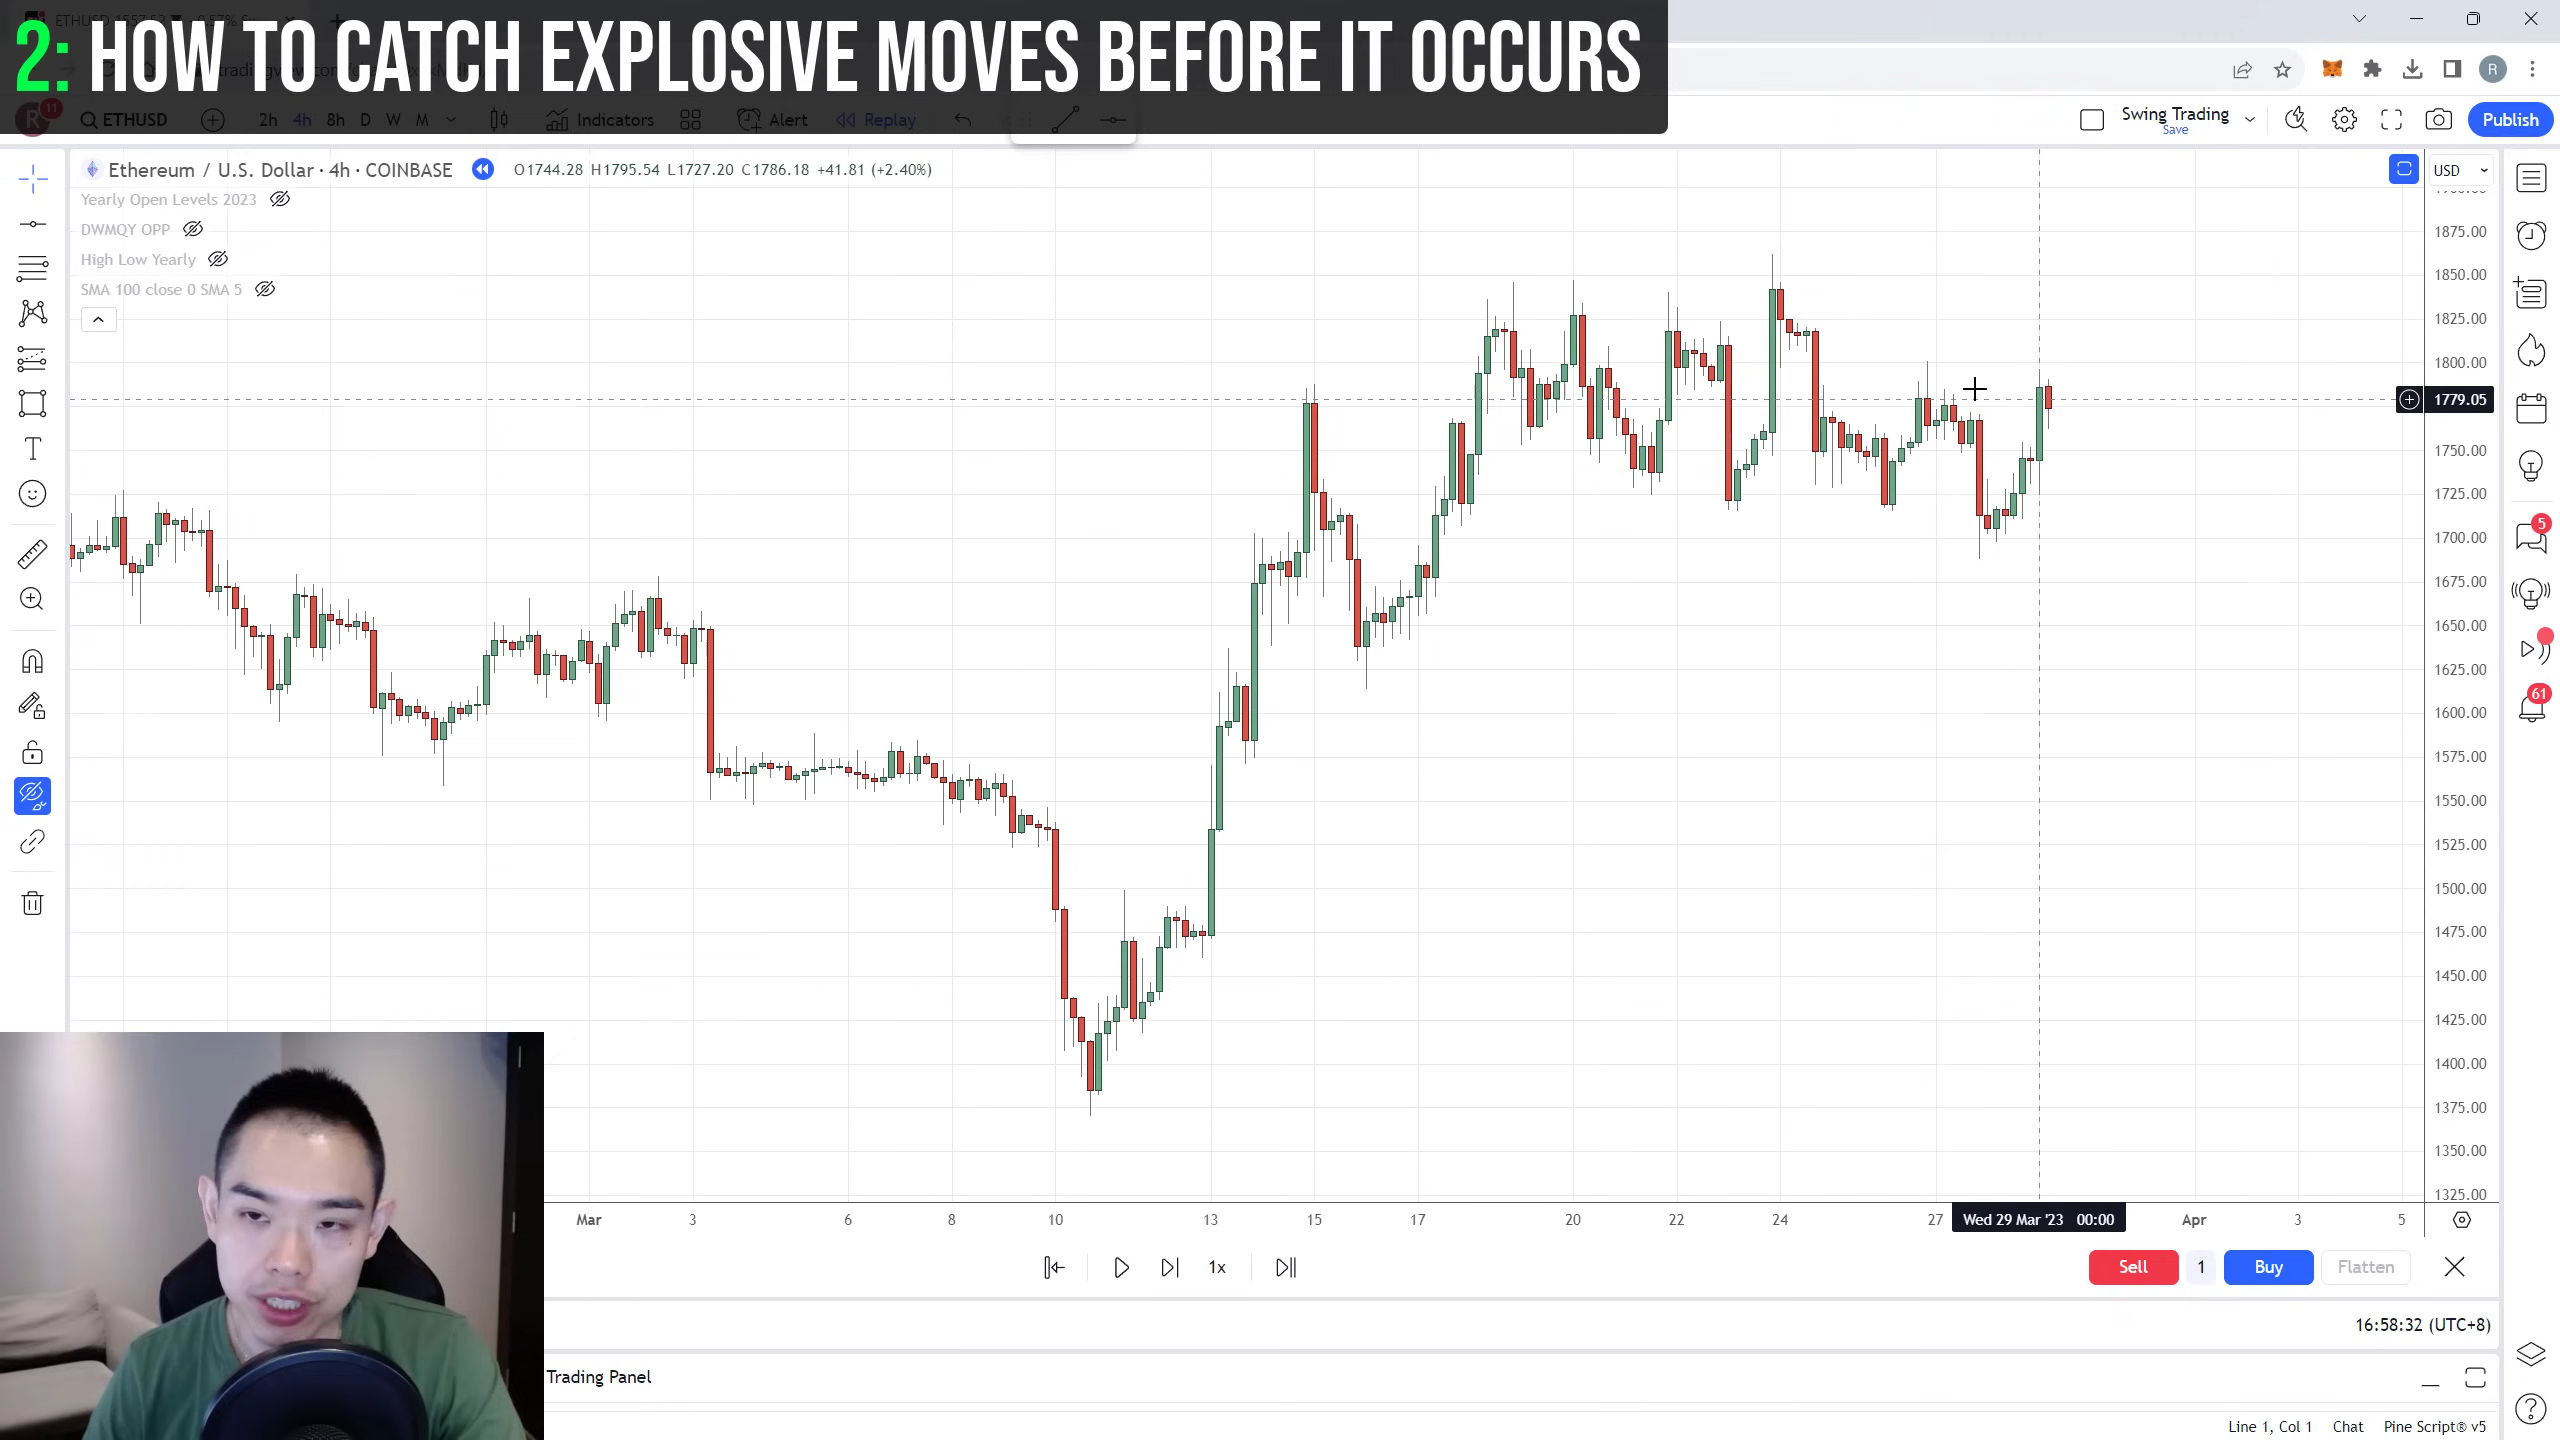 2: HOW TO CATCH EXPLOSIVE MOVES BEFORE IT OCCURS
R
R
11
ETHUSD
2h
4h
8h
D
W
M
Indicators
Alert
Replay
Swing Trading
Save
Publish
Ethereum / U.S. Dollar · 4h · COINBASE
O1744.28 H1795.54 L1727.20 C1786.18 +41.81 (+2.40%)
USD
Yearly Open Levels 2023
DWMQY OPP
High Low Yearly
SMA 100 close 0 SMA 5
1875.00
1850.00
1825.00
1800.00
1779.05
1750.00
1725.00
1700.00
1675.00
1650.00
1625.00
1600.00
1575.00
1550.00
1525.00
1500.00
1475.00
1450.00
1425.00
1400.00
1375.00
1350.00
1325.00
5
61
Mar
3
6
8
10
13
15
17
20
22
24
27
Wed 29 Mar '23 00:00
Apr
3
5
1x
Sell
1
Buy
Flatten
16:58:32 (UTC+8)
Trading Panel
Line 1, Col 1
Chat
Pine Script® v5